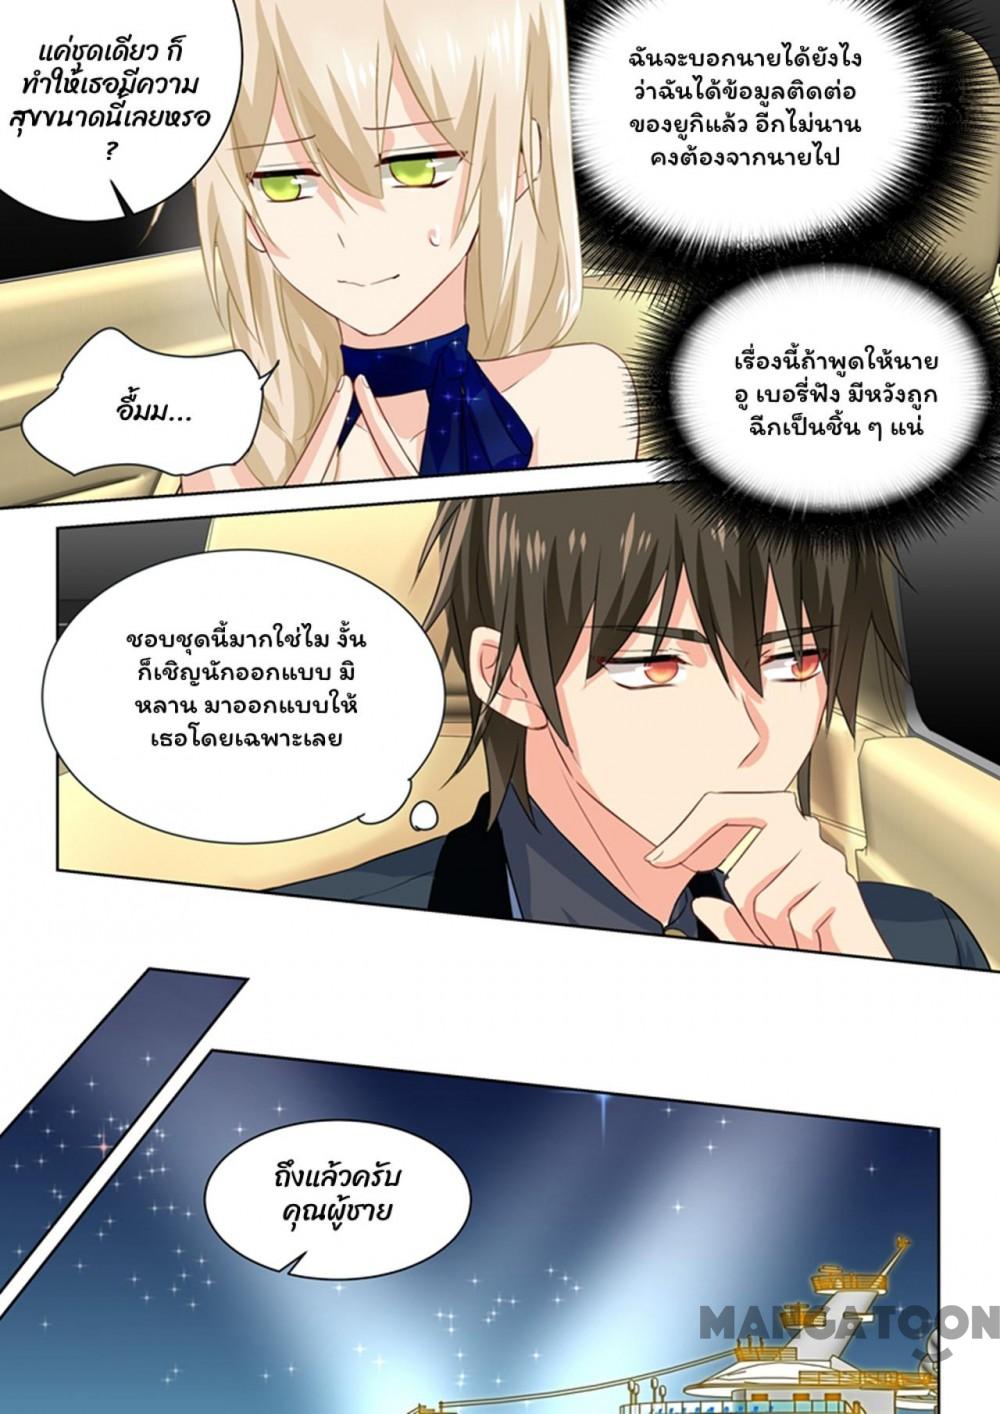 แค่ชุดเดียว ก็
ทำให้เธอมีความ
สุขขนาดนี้เลยหรอ
?
ฉันจะบอกนายได้ยังไง
ว่าฉันได้ข้อมูลติดต่อ
ของยูกิแล้ว อีกไม่นาน
คงต้องจากนายไป
เรื่องนี้ถ้าพูดให้นาย
อู เบอรี่ฟัง มีหวังถูก
ฉีกเป็นชิ้น ๆ แน่
อื้มม...
ชอบชุดนี้มากใช่ไม งั้น
ก็เชิญนักออกแบบ มิ
หลาน มาออกแบบให้
เธอโดยเฉพาะเลย
ถึงแล้วครับ
คุณผู้ชาย
MANGATOON